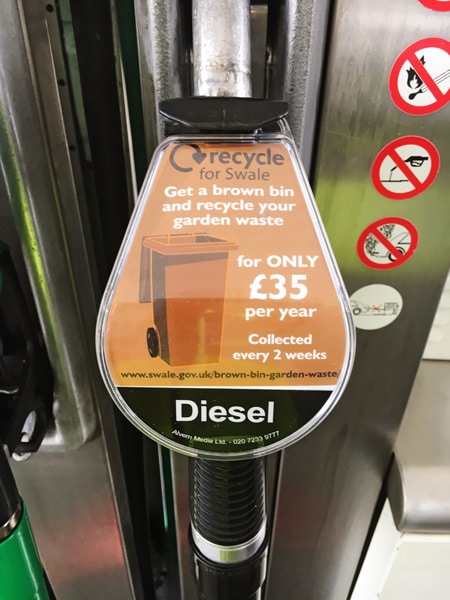 recycle
for Swale
Get a brown bin
and recycle your
garden waste
for ONLY
£35
per year
Collected
every 2 weeks
www.swale.gov.uk/brown-bin-garden-waste
Diesel
Alvern Media Ltd. - 020 7233 9777